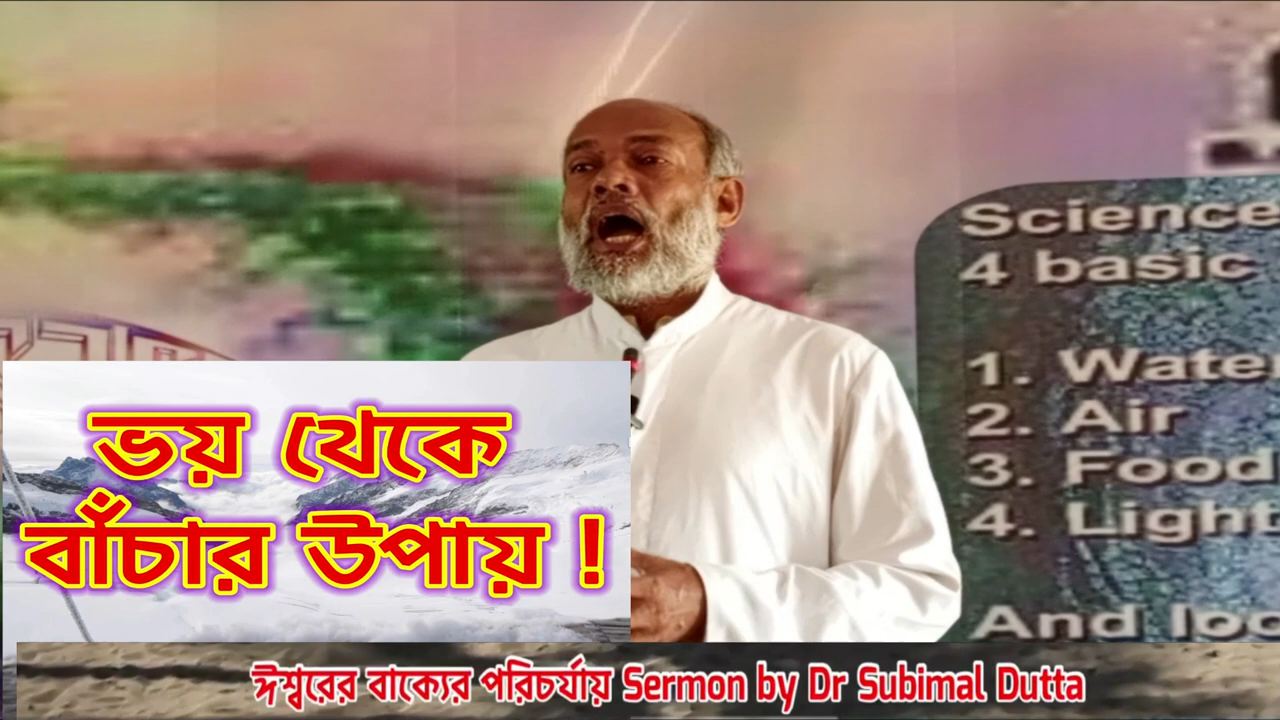 Science
4 basic
1. Water
2. Air
3. Food
4. Light
And
ভয় থেকে
বাঁচার উপায় !
ঈশ্বরের বাক্যের পরিচর্যায় Sermon by Dr Subimal Dutta